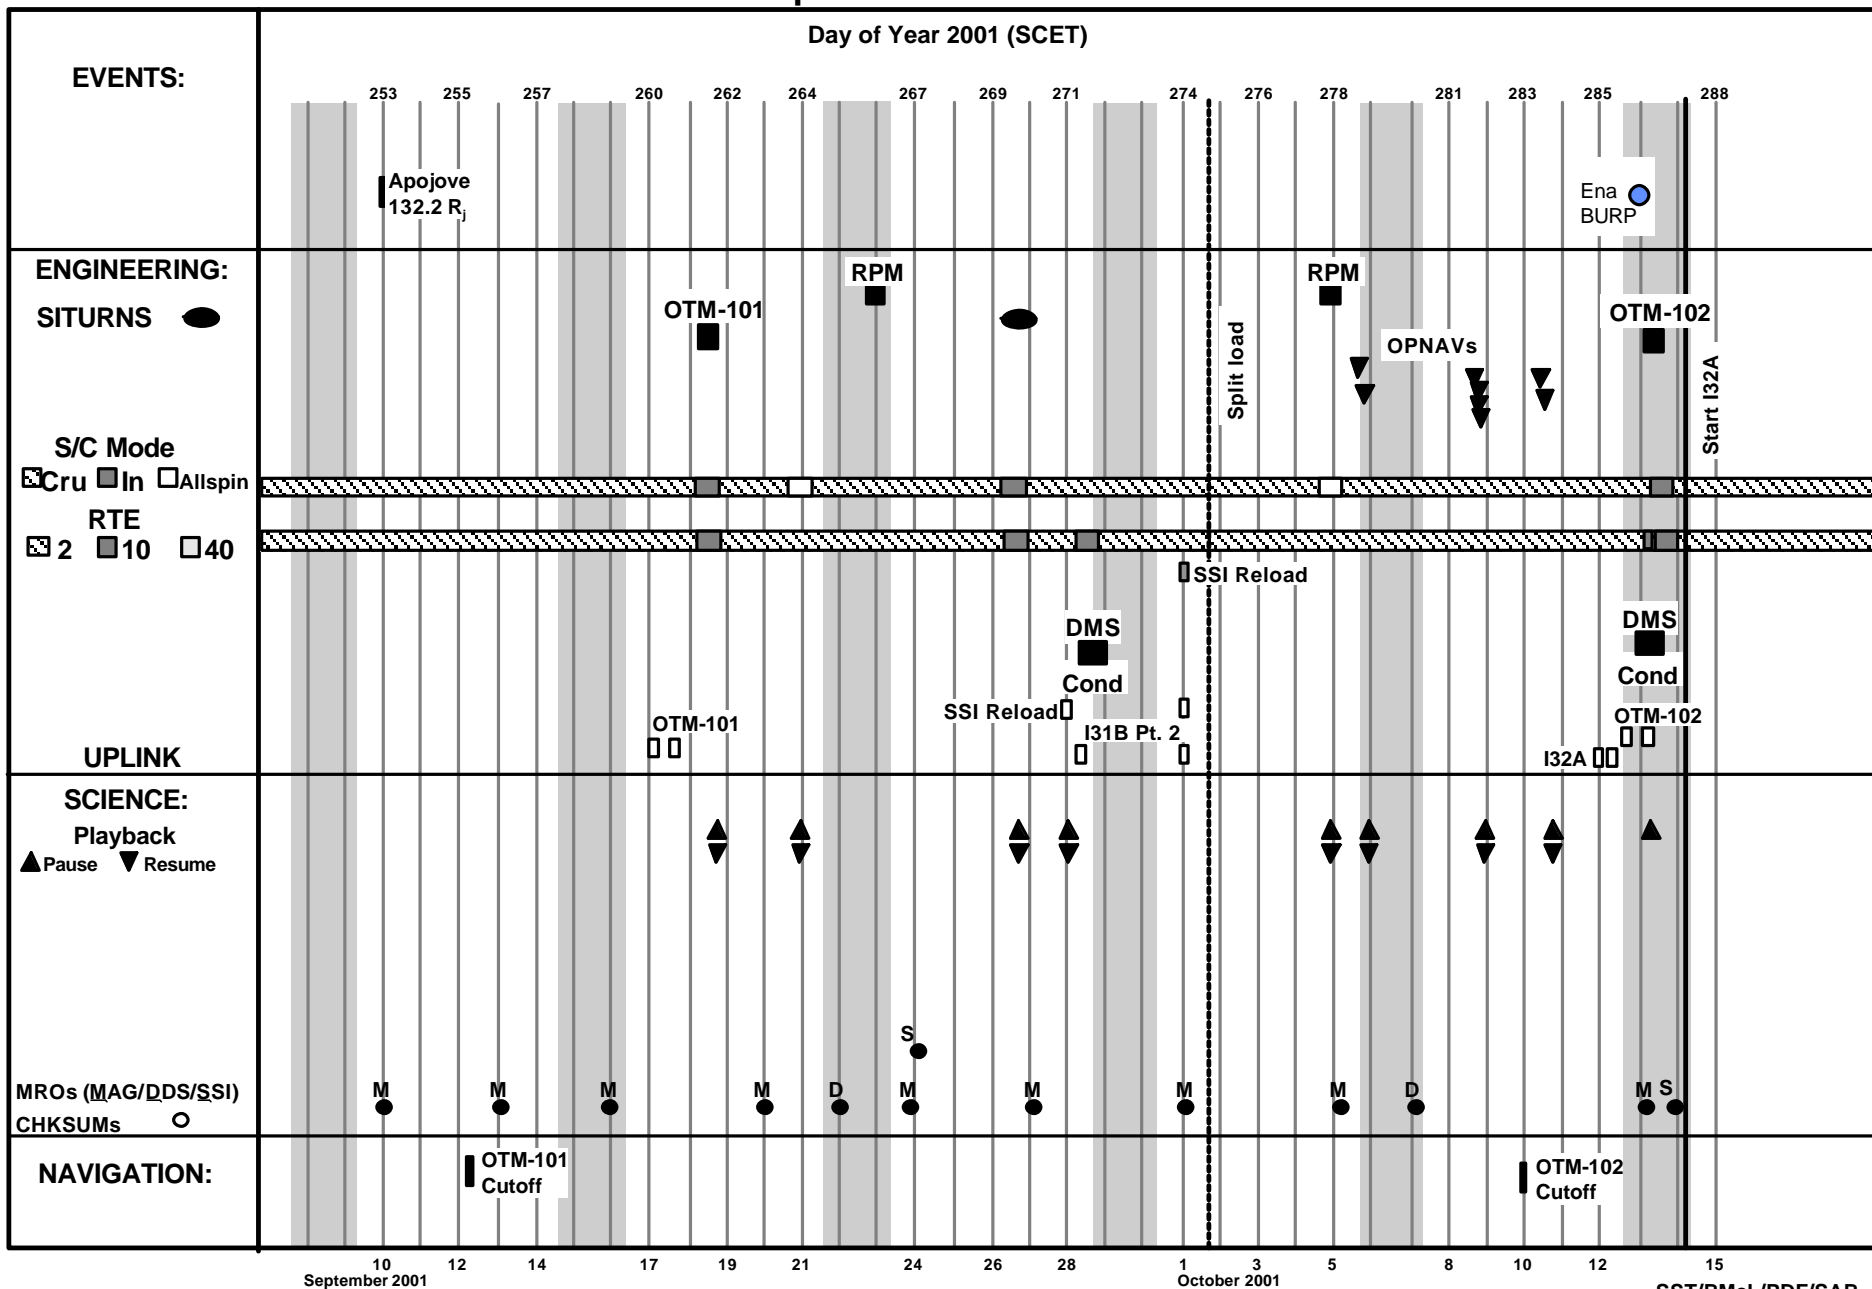 Day of Year 2001 (SCET)
EVENTS:
253 255 257 260 262 264 267 269 271 274 276 278 281 283 285 288
Apojove
132.2 Rj
Ena
BURP
ENGINEERING:
RPM
RPM
SITURNS
OTM-101
OTM-102
OPNAVs
Split load
Start I32A
S/C Mode
Cru In Allspin
RTE
2 10 40
SSI Reload
DMS
Cond
DMS
Cond
SSI Reload
OTM-101
I31B Pt. 2
OTM-102
I32A
UPLINK
SCIENCE:
Playback
Pause Resume
S
MROs (MAG/DDS/SSI)
M M M M D M M M M D M S
CHKSUMs
NAVIGATION:
OTM-101
Cutoff
OTM-102
Cutoff
10 12 14 17 19 21 24 26 28 1 3 5 8 10 12 15
September 2001
October 2001